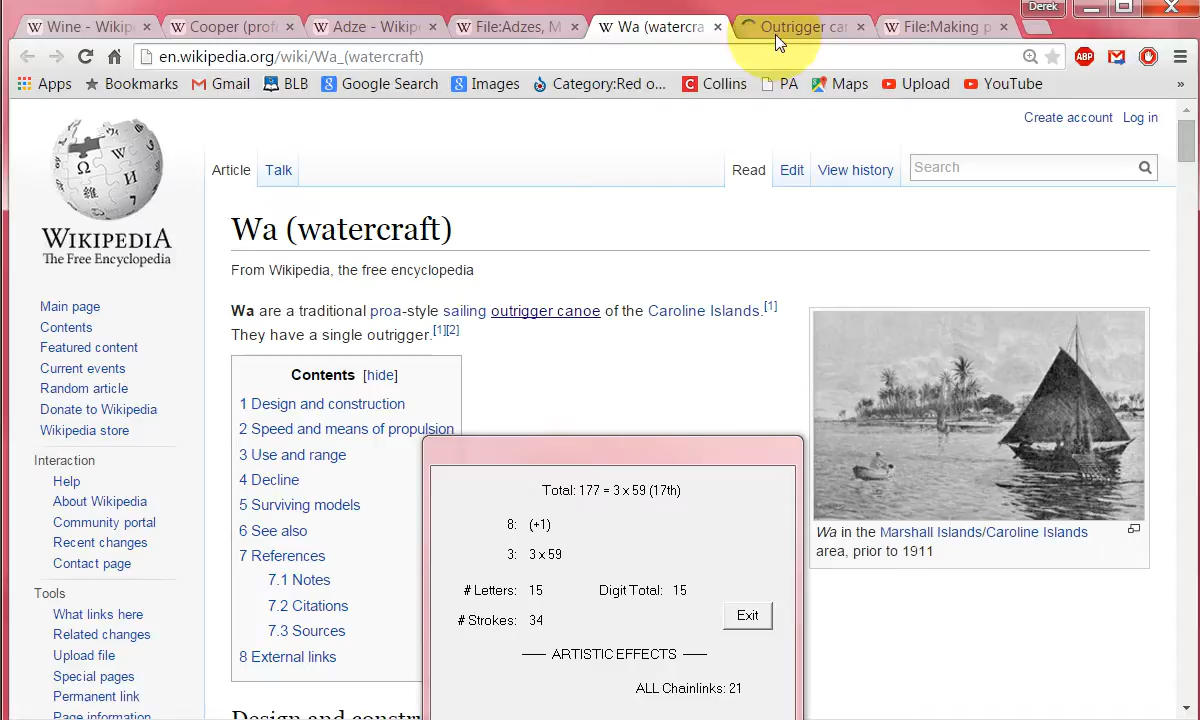 Derek
Wine - Wikip
Cooper (prof
Adze - Wikip
File:Adzes, M
Wa (watercra
Outrigger can
File:Making p
en.wikipedia.org/wiki/Wa_(watercraft)
ABP
Apps Bookmarks Gmail BLB Google Search Images Category:Red o... Collins PA Maps Upload YouTube »
Create account Log in
Article Talk Read Edit View history Search
WIKIPEDIA
The Free Encyclopedia
Main page
Contents
Featured content
Current events
Random article
Donate to Wikipedia
Wikipedia store
Interaction
Help
About Wikipedia
Community portal
Recent changes
Contact page
Tools
What links here
Related changes
Upload file
Special pages
Permanent link
Page information
Wa (watercraft)
From Wikipedia, the free encyclopedia
Wa are a traditional proa-style sailing outrigger canoe of the Caroline Islands.[1]
They have a single outrigger.[1][2]
Contents [hide]
1 Design and construction
2 Speed and means of propulsion
3 Use and range
4 Decline
5 Surviving models
6 See also
7 References
7.1 Notes
7.2 Citations
7.3 Sources
8 External links
Wa in the Marshall Islands/Caroline Islands
area, prior to 1911
Total: 177 = 3 x 59 (17th)
8: (+1)
3: 3 x 59
# Letters: 15 Digit Total: 15
# Strokes: 34
Exit
ARTISTIC EFFECTS
ALL Chainlinks: 21
Design and constr